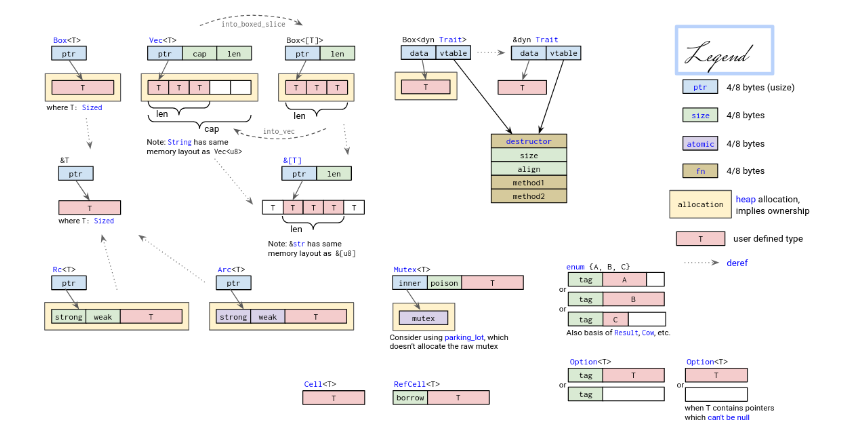 into_boxed_slice
Box<T>
Vec<T>
Box<[T]>
Box<dyn Trait>
&dyn Trait
Legend
ptr
ptr cap len
ptr len
data vtable
data vtable
T
T T T
T T T
T
T
where T: Sized
len
len
cap
into_vec
Note: String has same
memory layout as Vec<u8>
ptr 4/8 bytes (usize)
size 4/8 bytes
atomic 4/8 bytes
fn 4/8 bytes
allocation
heap allocation,
implies ownership
T user defined type
deref
destructor
size
align
method1
method2
&T
ptr
T
where T: Sized
&[T]
ptr len
T T T T T T
len
Note: &str has same
memory layout as &[u8]
Rc<T>
ptr
strong weak T
Arc<T>
ptr
strong weak T
Mutex<T>
inner poison T
mutex
Consider using parking_lot, which
doesn't allocate the raw mutex
enum {A, B, C}
tag A
or
tag B
or
tag C
Also basis of Result, Cow, etc.
Cell<T>
T
RefCell<T>
borrow T
Option<T>
tag T
or
tag
Option<T>
T
or
when T contains pointers
which can't be null